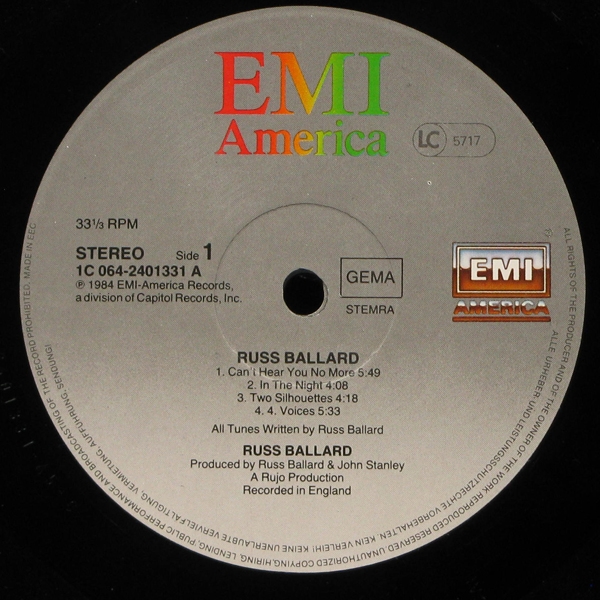 EMI
America
LC 5717
33⅓ RPM
STEREO Side 1
1C 064-2401331 A
℗ 1984 EMI-America Records,
a division of Capitol Records, Inc.
GEMA
STEMRA
EMI
AMERICA
RUSS BALLARD
1. Can't Hear You No More 5:49
2. In The Night 4:08
3. Two Silhouettes 4:18
4. 4. Voices 5:33
All Tunes Written by Russ Ballard
RUSS BALLARD
Produced by Russ Ballard & John Stanley
A Rujo Production
Recorded in England
ALL RIGHTS OF THE PRODUCER AND OF THE OWNER OF THE WORK REPRODUCED RESERVED. UNAUTHORIZED COPYING, HIRING, LENDING, PUBLIC PERFORMANCE AND BROADCASTING OF THE RECORD PROHIBITED. MADE IN EEC
ALLE URHEBER- UND LEISTUNGSSCHUTZRECHTE VORBEHALTEN. KEIN VERLEIH! KEINE UNERLAUBTE VERVIELFÄLTIGUNG, VERMIETUNG, AUFFÜHRUNG, SENDUNG!